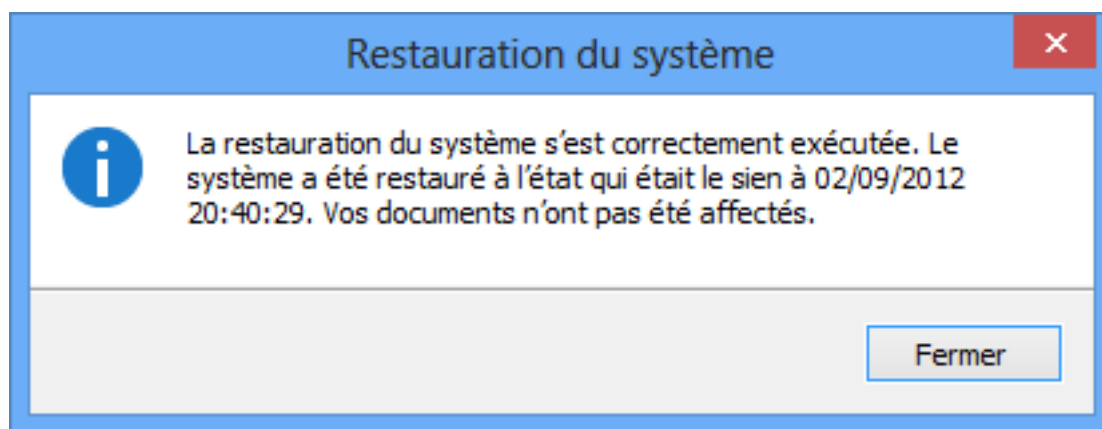 Restauration du système
La restauration du système s’est correctement exécutée. Le
système a été restauré à l’état qui était le sien à 02/09/2012
20:40:29. Vos documents n’ont pas été affectés.
Fermer